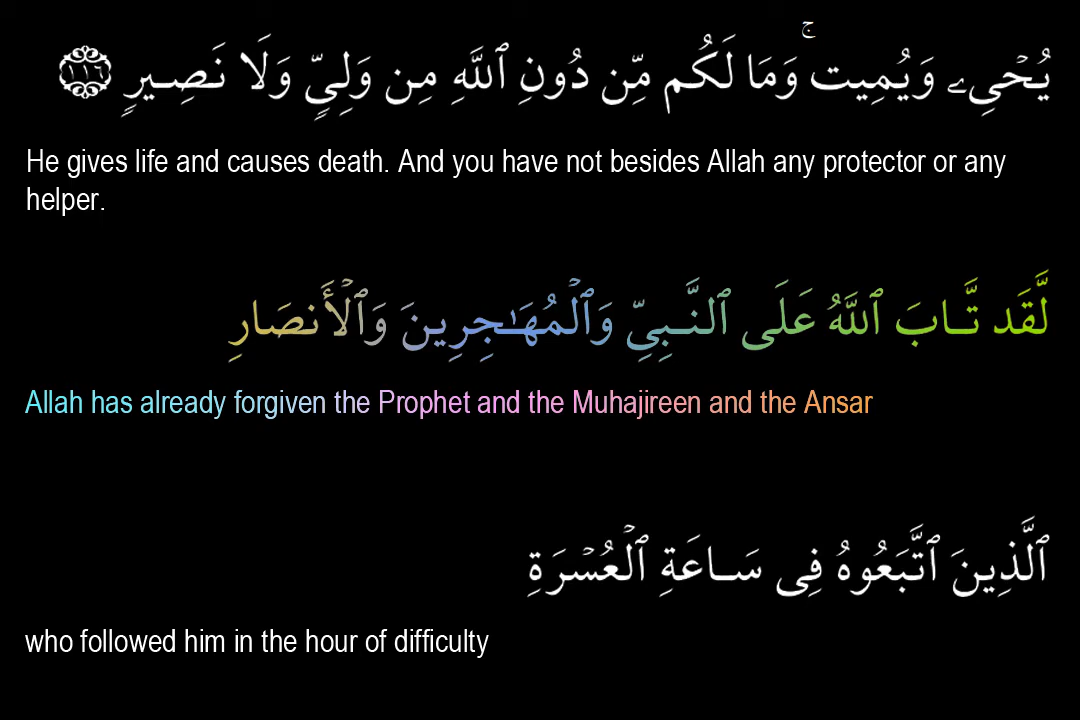 يُحْىِۦ وَيُمِيتُ ۚ وَمَا لَكُم مِّن دُونِ ٱللَّهِ مِن وَلِىٍّ وَلَا نَصِيرٍ ١١٦
He gives life and causes death. And you have not besides Allah any protector or any
helper.
لَّقَد تَّابَ ٱللَّهُ عَلَى ٱلنَّبِىِّ وَٱلْمُهَـٰجِرِينَ وَٱلْأَنصَارِ
Allah has already forgiven the Prophet and the Muhajireen and the Ansar
ٱلَّذِينَ ٱتَّبَعُوهُ فِى سَاعَةِ ٱلْعُسْرَةِ
who followed him in the hour of difficulty